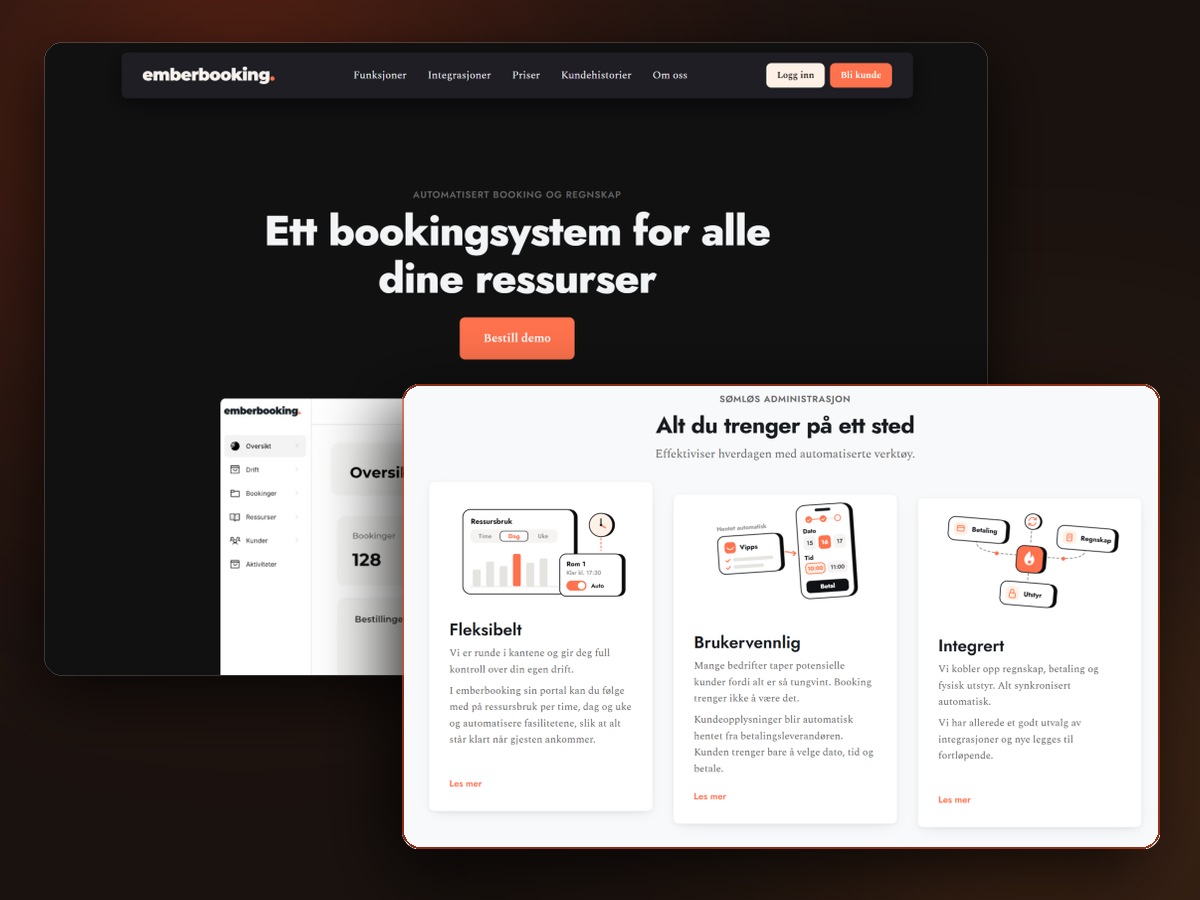 emberbooking.
Funksjoner Integrasjoner Priser Kundehistorier Om oss
Logg inn Bli kunde
AUTOMATISERT BOOKING OG REGNSKAP
Ett bookingsystem for alle
dine ressurser
Bestill demo
emberbooking.
Oversikt
Drift
Bookinger
Ressurser
Kunder
Aktiviteter
Bookinger
128
SØMLØS ADMINISTRASJON
Alt du trenger på ett sted
Effektiviser hverdagen med automatiserte verktøy.
Ressursbruk
Time Dag Uke
Rom 1
Klar kl. 17:30
Auto
Fleksibelt
Vi er runde i kantene og gir deg full
kontroll over din egen drift.
I emberbooking sin portal kan du følge
med på ressursbruk per time, dag og uke
og automatisere fasilitetene, slik at alt
står klart når gjesten ankommer.
Les mer
Hentet automatisk
Vipps
Dato
15 16 17
Tid
10:00 11:00
Betal
Brukervennlig
Mange bedrifter taper potensielle
kunder fordi alt er så tungvint. Booking
trenger ikke å være det.
Kundeopplysninger blir automatisk
hentet fra betalingsleverandøren.
Kunden trenger bare å velge dato, tid og
betale.
Les mer
Betaling
Regnskap
Utstyr
Integrert
Vi kobler opp regnskap, betaling og
fysisk utstyr. Alt synkronisert
automatisk.
Vi har allerede et godt utvalg av
integrasjoner og nye legges til
fortløpende.
Les mer